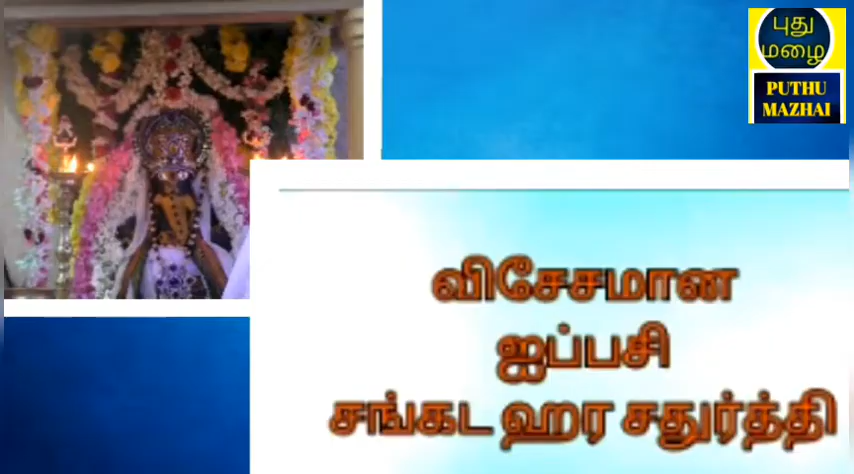 புது
மழை
PUTHU
MAZHAI
விசேசமான
ஐப்பசி
சங்கட ஹர சதுர்த்தி